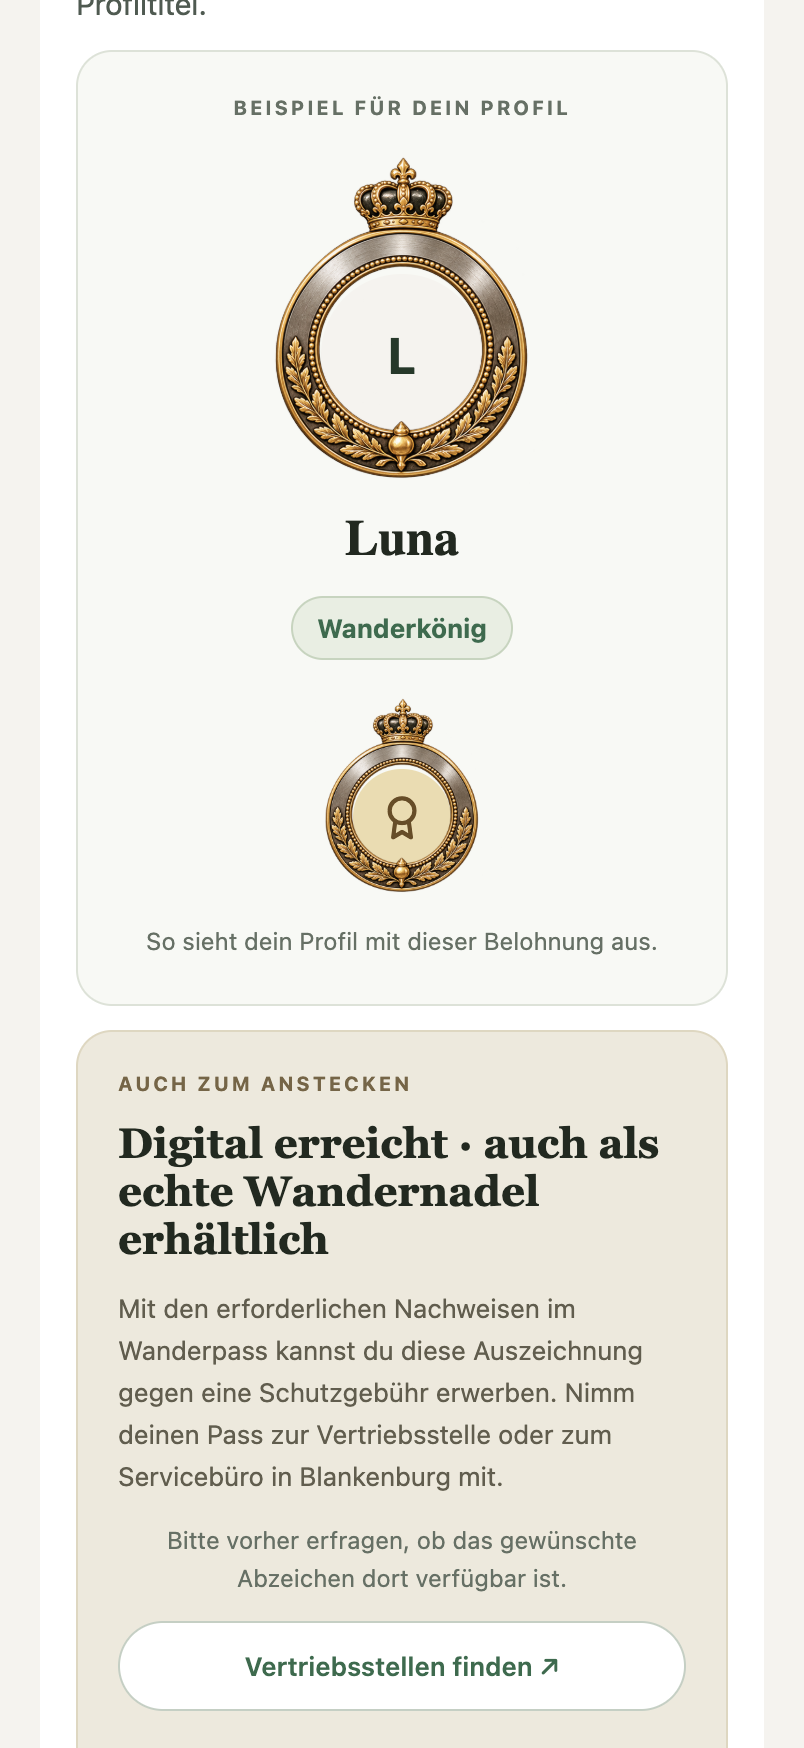 Profiltitel.
BEISPIEL FÜR DEIN PROFIL
L
Luna
Wanderkönig
So sieht dein Profil mit dieser Belohnung aus.
AUCH ZUM ANSTECKEN
Digital erreicht · auch als
echte Wandernadel
erhältlich
Mit den erforderlichen Nachweisen im
Wanderpass kannst du diese Auszeichnung
gegen eine Schutzgebühr erwerben. Nimm
deinen Pass zur Vertriebsstelle oder zum
Servicebüro in Blankenburg mit.
Bitte vorher erfragen, ob das gewünschte
Abzeichen dort verfügbar ist.
Vertriebsstellen finden ↗